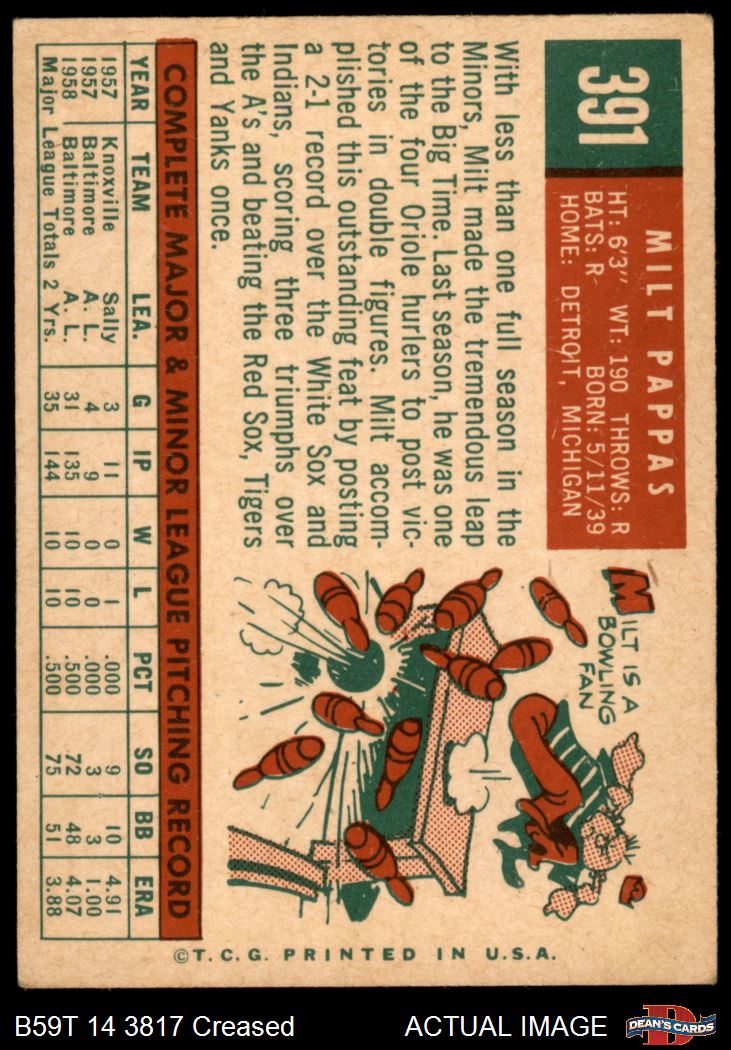 391
MILT PAPPAS
HT: 6'3" WT: 190 THROWS: R
BATS: R BORN: 5/11/39
HOME: DETROIT, MICHIGAN
With less than one full season in the
Minors, Milt made the tremendous leap
to the Big Time. Last season, he was one
of the four Oriole hurlers to post vic-
tories in double figures. Milt accom-
plished this outstanding feat by posting
a 2-1 record over the White Sox and
Indians, scoring three triumphs over
the A's and beating the Red Sox, Tigers
and Yanks once.
MILT IS A
BOWLING
FAN
COMPLETE MAJOR & MINOR LEAGUE PITCHING RECORD
YEAR TEAM LEA. G IP W L PCT SO BB ERA
1957 Knoxville Sally 3 11 0 1 .000 9 10 4.91
1957 Baltimore A. L. 4 9 0 0 .000 3 3 1.00
1958 Baltimore A. L. 31 135 10 10 .500 72 48 4.07
Major League Totals 2 Yrs. 35 144 10 10 .500 75 51 3.88
©T.C.G. PRINTED IN U.S.A.
B59T 14 3817 Creased
ACTUAL IMAGE
D
DEAN'S CARDS